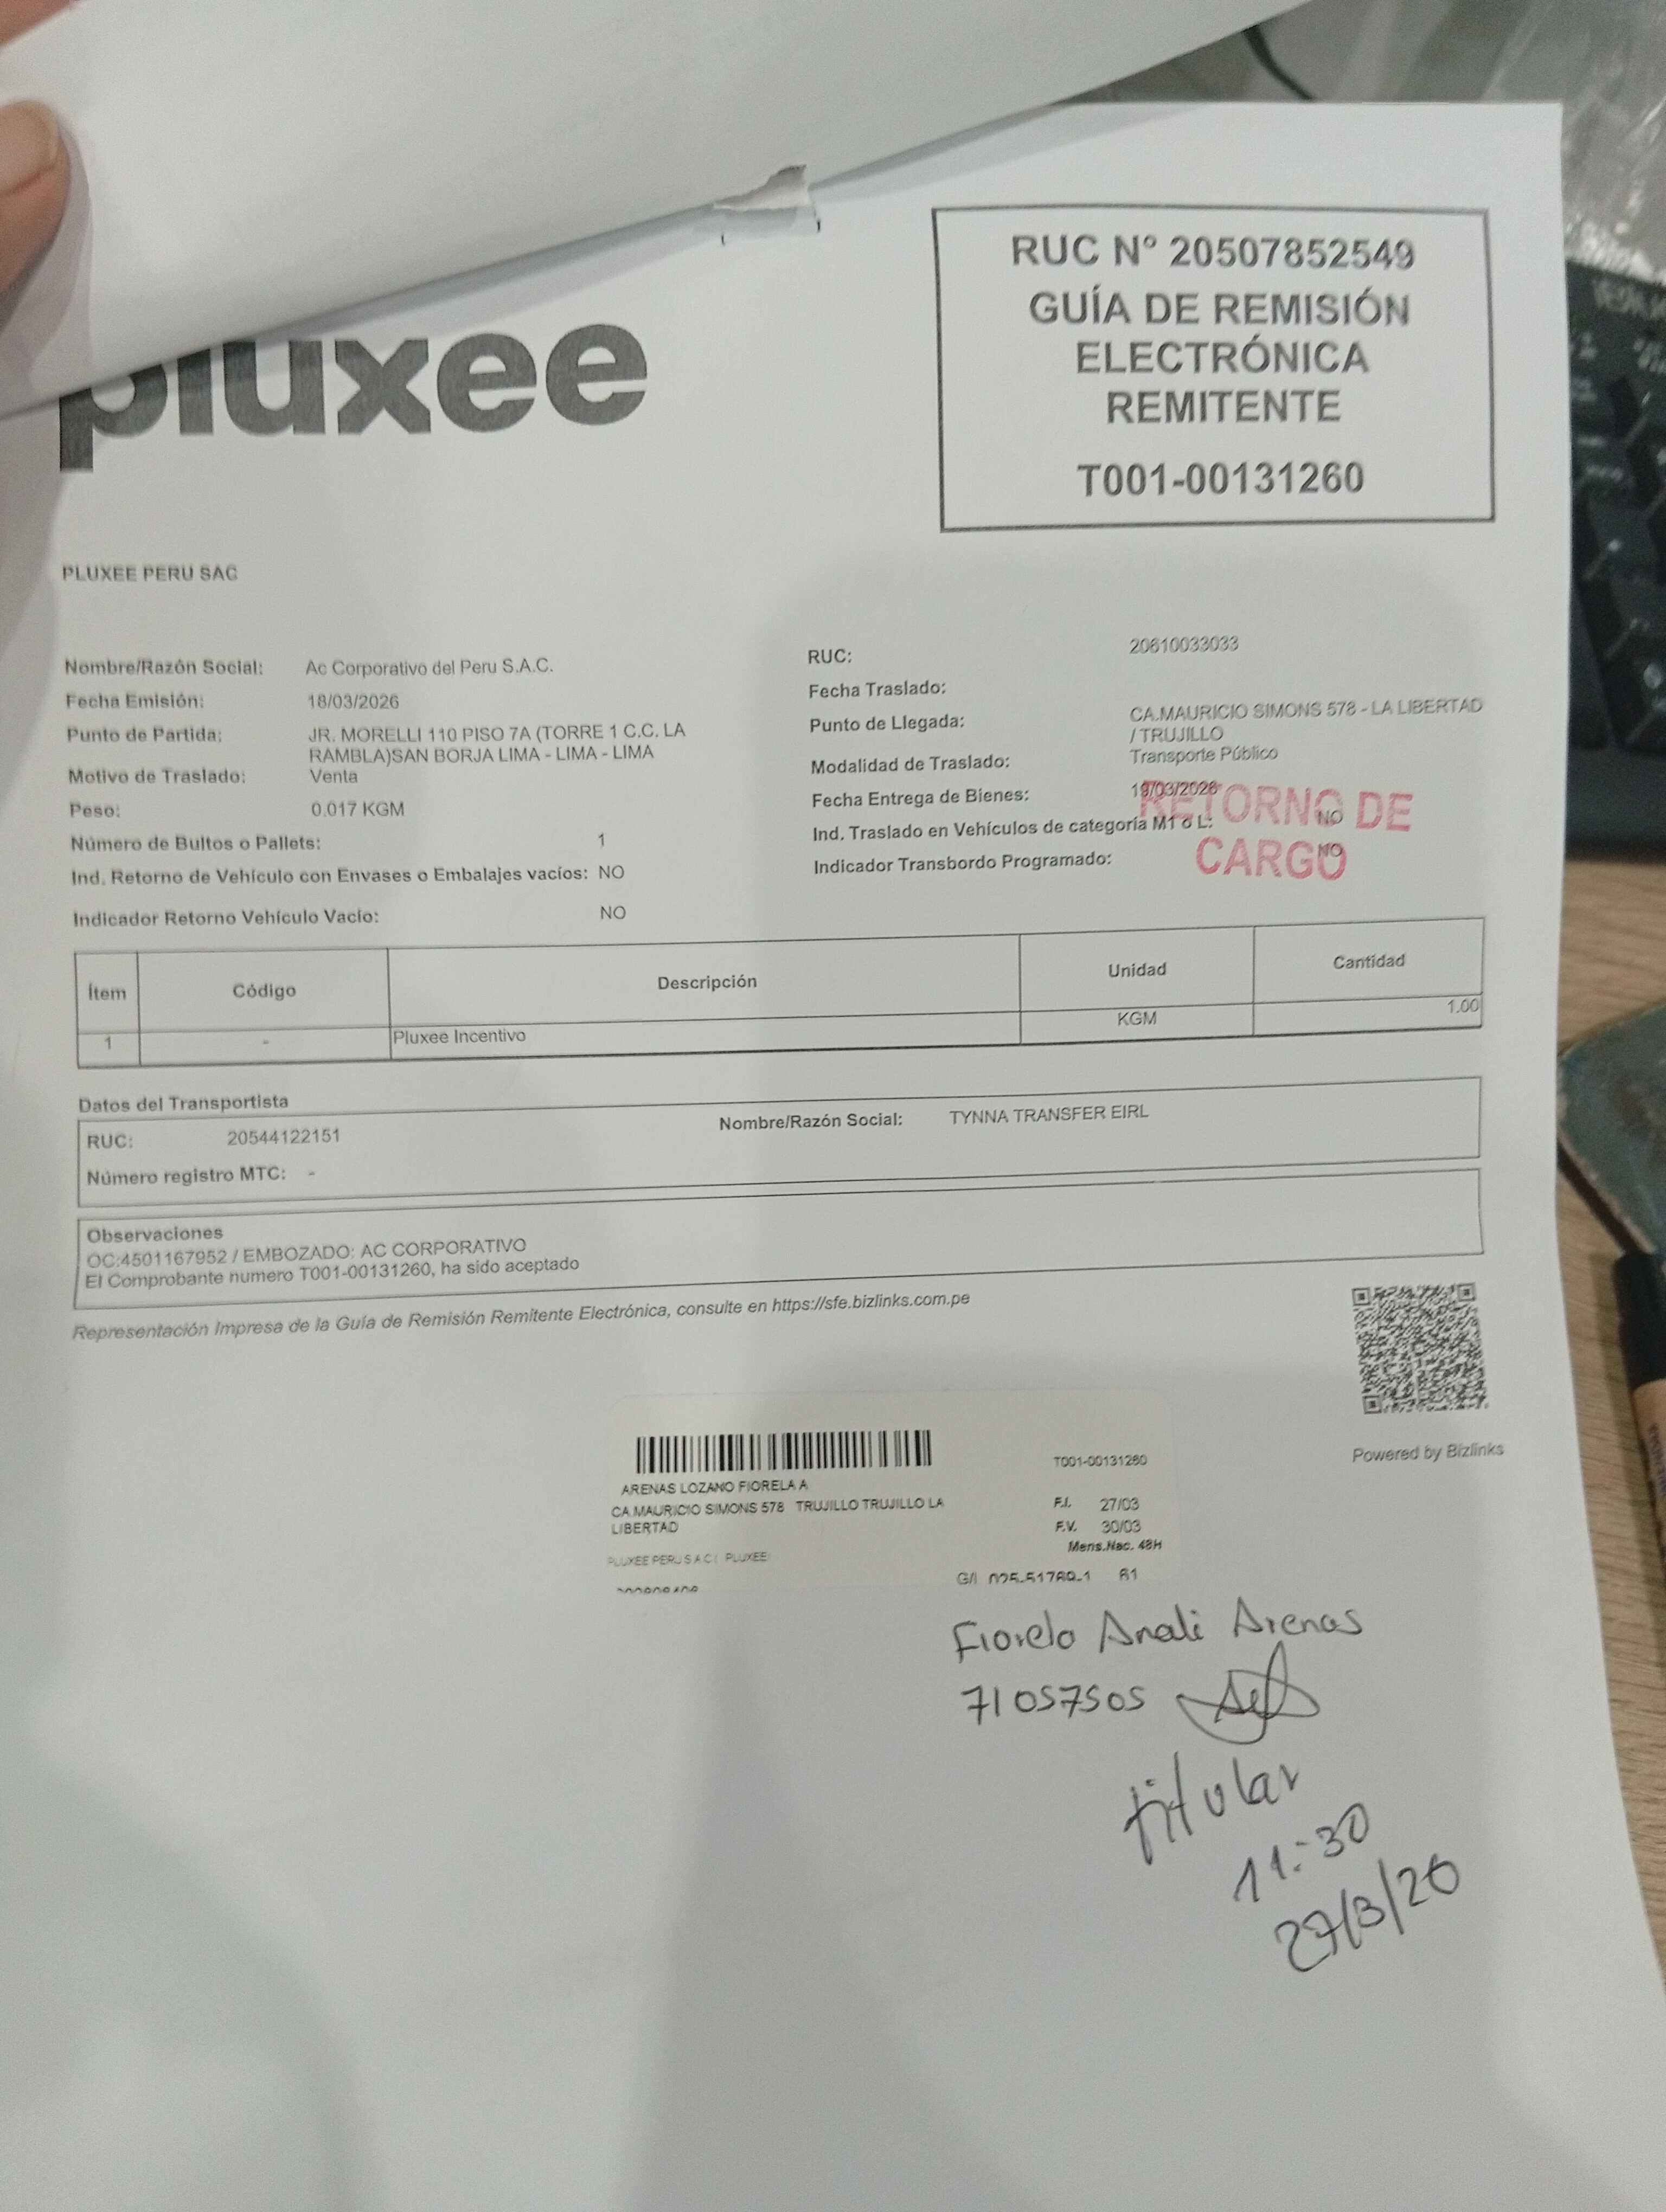 RUC N° 20507852549
GUÍA DE REMISIÓN
ELECTRÓNICA
REMITENTE
T001-00131260
pluxee
PLUXEE PERU SAC
Nombre/Razón Social: Ac Corporativo del Peru S.A.C.
Fecha Emisión: 18/03/2026
Punto de Partida: JR. MORELLI 110 PISO 7A (TORRE 1 C.C. LA
RAMBLA)SAN BORJA LIMA - LIMA - LIMA
Motivo de Traslado: Venta
Peso: 0.017 KGM
Número de Bultos o Pallets: 1
Ind. Retorno de Vehículo con Envases o Embalajes vacíos: NO
Indicador Retorno Vehículo Vacío: NO
RUC: 20610033033
Fecha Traslado:
Punto de Llegada: CA.MAURICIO SIMONS 578 - LA LIBERTAD
/ TRUJILLO
Modalidad de Traslado: Transporte Público
Fecha Entrega de Bienes: 19/03/2026
Ind. Traslado en Vehículos de categoría M1 o L: NO
Indicador Transbordo Programado: NO
RETORNO DE
CARGO
Ítem Código Descripción Unidad Cantidad
1 - Pluxee Incentivo KGM 1.00
Datos del Transportista
RUC: 20544122151 Nombre/Razón Social: TYNNA TRANSFER EIRL
Número registro MTC: -
Observaciones
OC:4501167952 / EMBOZADO: AC CORPORATIVO
El Comprobante numero T001-00131260, ha sido aceptado
Representación Impresa de la Guía de Remisión Remitente Electrónica, consulte en https://sfe.bizlinks.com.pe
Powered by Bizlinks
T001-00131260
ARENAS LOZANO FIORELA A
CA.MAURICIO SIMONS 578 TRUJILLO TRUJILLO LA
LIBERTAD
F.I. 27/03
F.V. 30/03
Mens.Nac. 48H
PLUXEE PERU S A C ( PLUXEE
G/I 025-51789-1 81
Fiorela Anali Arenas
71057505
titular
11:30
27/3/26